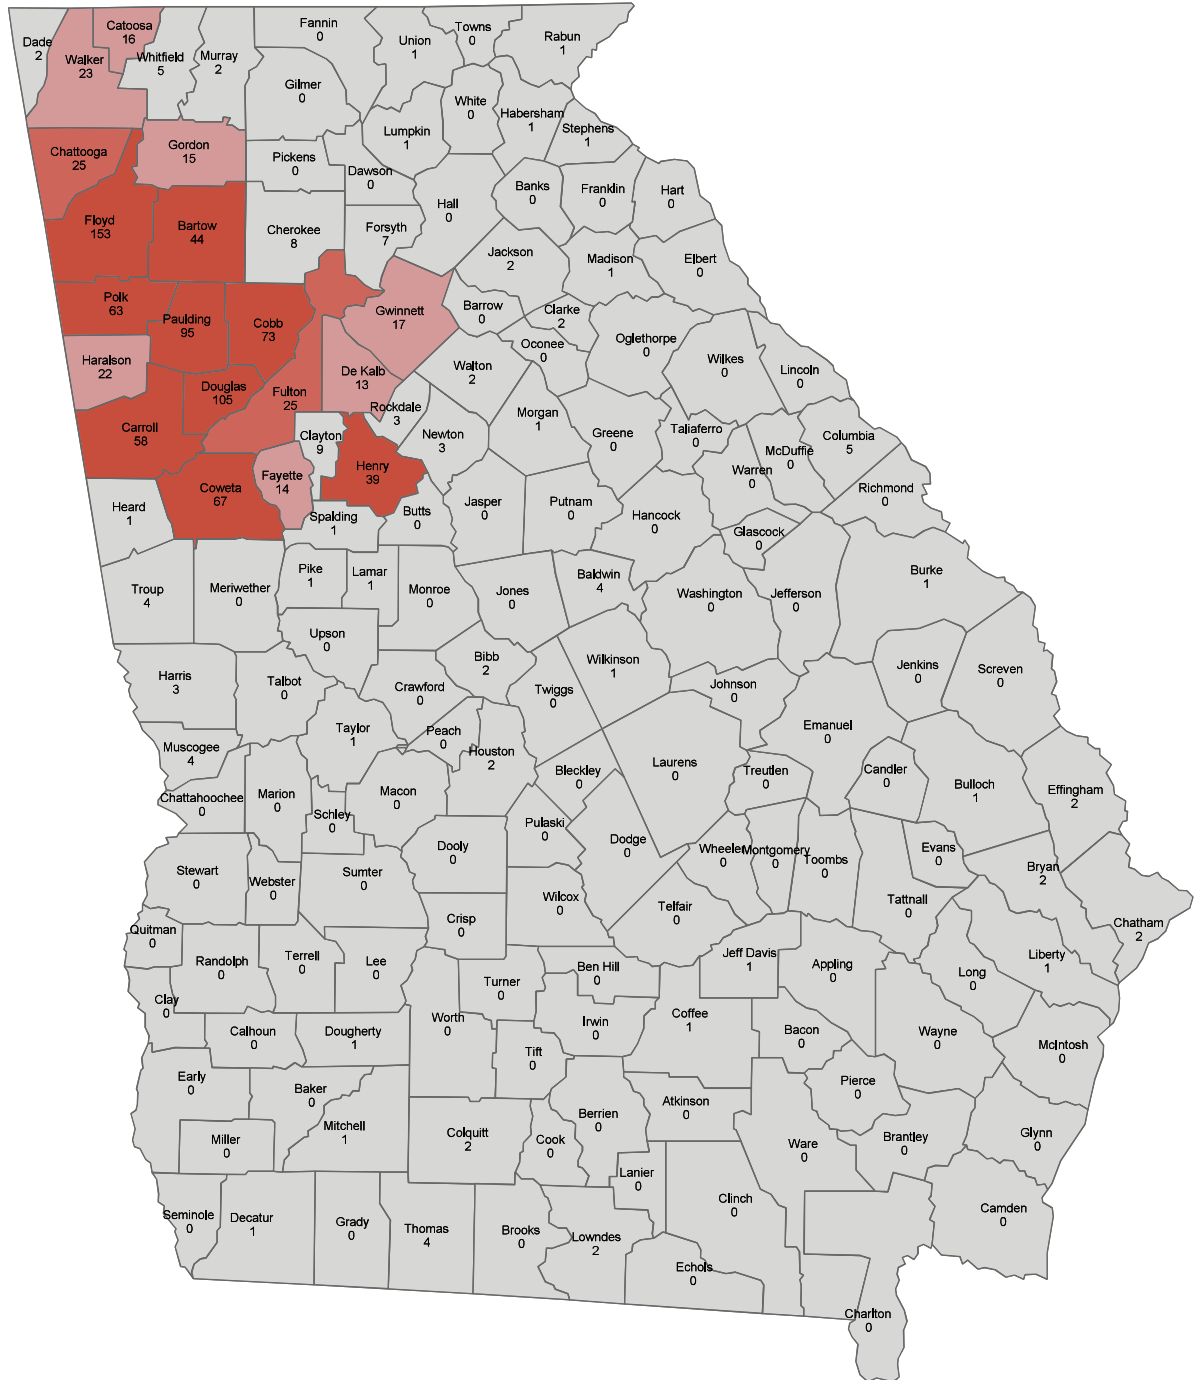 Dade
2
Walker
23
Catoosa
16
Whitfield
5
Murray
2
Fannin
0
Gilmer
0
Union
1
Towns
0
Rabun
1
White
0
Habersham
1
Stephens
1
Lumpkin
1
Chattooga
25
Gordon
15
Pickens
0
Dawson
0
Hall
0
Banks
0
Franklin
0
Hart
0
Floyd
153
Bartow
44
Cherokee
8
Forsyth
7
Jackson
2
Madison
1
Elbert
0
Polk
63
Paulding
95
Cobb
73
Gwinnett
17
Barrow
0
Clarke
2
Oconee
0
Oglethorpe
0
Wilkes
0
Lincoln
0
Haralson
22
Douglas
105
Fulton
25
De Kalb
13
Rockdale
3
Walton
2
Morgan
1
Greene
0
Taliaferro
0
McDuffie
0
Columbia
5
Carroll
58
Clayton
9
Henry
39
Newton
3
Warren
0
Richmond
0
Heard
1
Coweta
67
Fayette
14
Spalding
1
Butts
0
Jasper
0
Putnam
0
Hancock
0
Glascock
0
Troup
4
Meriwether
0
Pike
1
Lamar
1
Monroe
0
Jones
0
Baldwin
4
Washington
0
Jefferson
0
Burke
1
Upson
0
Bibb
2
Wilkinson
1
Jenkins
0
Screven
0
Harris
3
Talbot
0
Crawford
0
Twiggs
0
Johnson
0
Emanuel
0
Muscogee
4
Taylor
1
Peach
0
Houston
2
Bleckley
0
Laurens
0
Treutlen
0
Candler
0
Bulloch
1
Effingham
2
Chattahoochee
0
Marion
0
Schley
0
Macon
0
Pulaski
0
Dodge
0
Wheeler
0
Montgomery
0
Toombs
0
Evans
0
Bryan
2
Stewart
0
Webster
0
Sumter
0
Dooly
0
Wilcox
0
Telfair
0
Tattnall
0
Chatham
2
Quitman
0
Randolph
0
Terrell
0
Lee
0
Crisp
0
Ben Hill
0
Jeff Davis
1
Appling
0
Long
0
Liberty
1
Clay
0
Calhoun
0
Dougherty
1
Worth
0
Turner
0
Irwin
0
Coffee
1
Bacon
0
Wayne
0
McIntosh
0
Early
0
Baker
0
Mitchell
1
Tift
0
Berrien
0
Atkinson
0
Pierce
0
Miller
0
Colquitt
2
Cook
0
Lanier
0
Ware
0
Brantley
0
Glynn
0
Seminole
0
Decatur
1
Grady
0
Thomas
4
Brooks
0
Lowndes
2
Clinch
0
Echols
0
Charlton
0
Camden
0